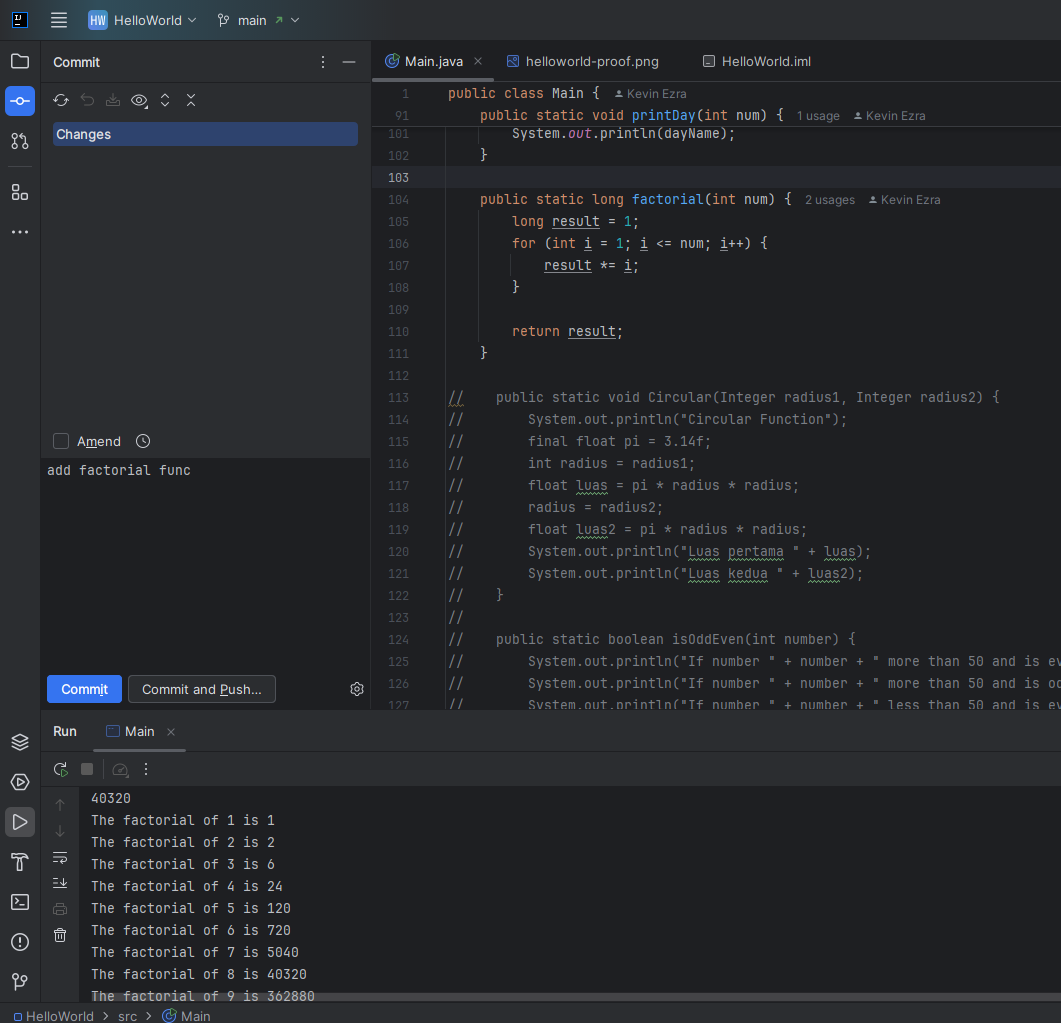 HW HelloWorld main
Commit
Main.java helloworld-proof.png HelloWorld.iml
Changes
1 public class Main { Kevin Ezra
91 public static void printDay(int num) { 1 usage Kevin Ezra
101 System.out.println(dayName);
102 }
103
104 public static long factorial(int num) { 2 usages Kevin Ezra
105 long result = 1;
106 for (int i = 1; i <= num; i++) {
107 result *= i;
108 }
109
110 return result;
111 }
112
113 // public static void Circular(Integer radius1, Integer radius2) {
114 // System.out.println("Circular Function");
115 // final float pi = 3.14f;
116 // int radius = radius1;
117 // float luas = pi * radius * radius;
118 // radius = radius2;
119 // float luas2 = pi * radius * radius;
120 // System.out.println("Luas pertama " + luas);
121 // System.out.println("Luas kedua " + luas2);
122 // }
123 //
124 // public static boolean isOddEven(int number) {
125 // System.out.println("If number " + number + " more than 50 and is ev
126 // System.out.println("If number " + number + " more than 50 and is od
127 // System.out.println("If number " + number + " less than 50 and is ev
Amend
add factorial func
Commit Commit and Push...
Run Main
40320
The factorial of 1 is 1
The factorial of 2 is 2
The factorial of 3 is 6
The factorial of 4 is 24
The factorial of 5 is 120
The factorial of 6 is 720
The factorial of 7 is 5040
The factorial of 8 is 40320
The factorial of 9 is 362880
HelloWorld > src > Main